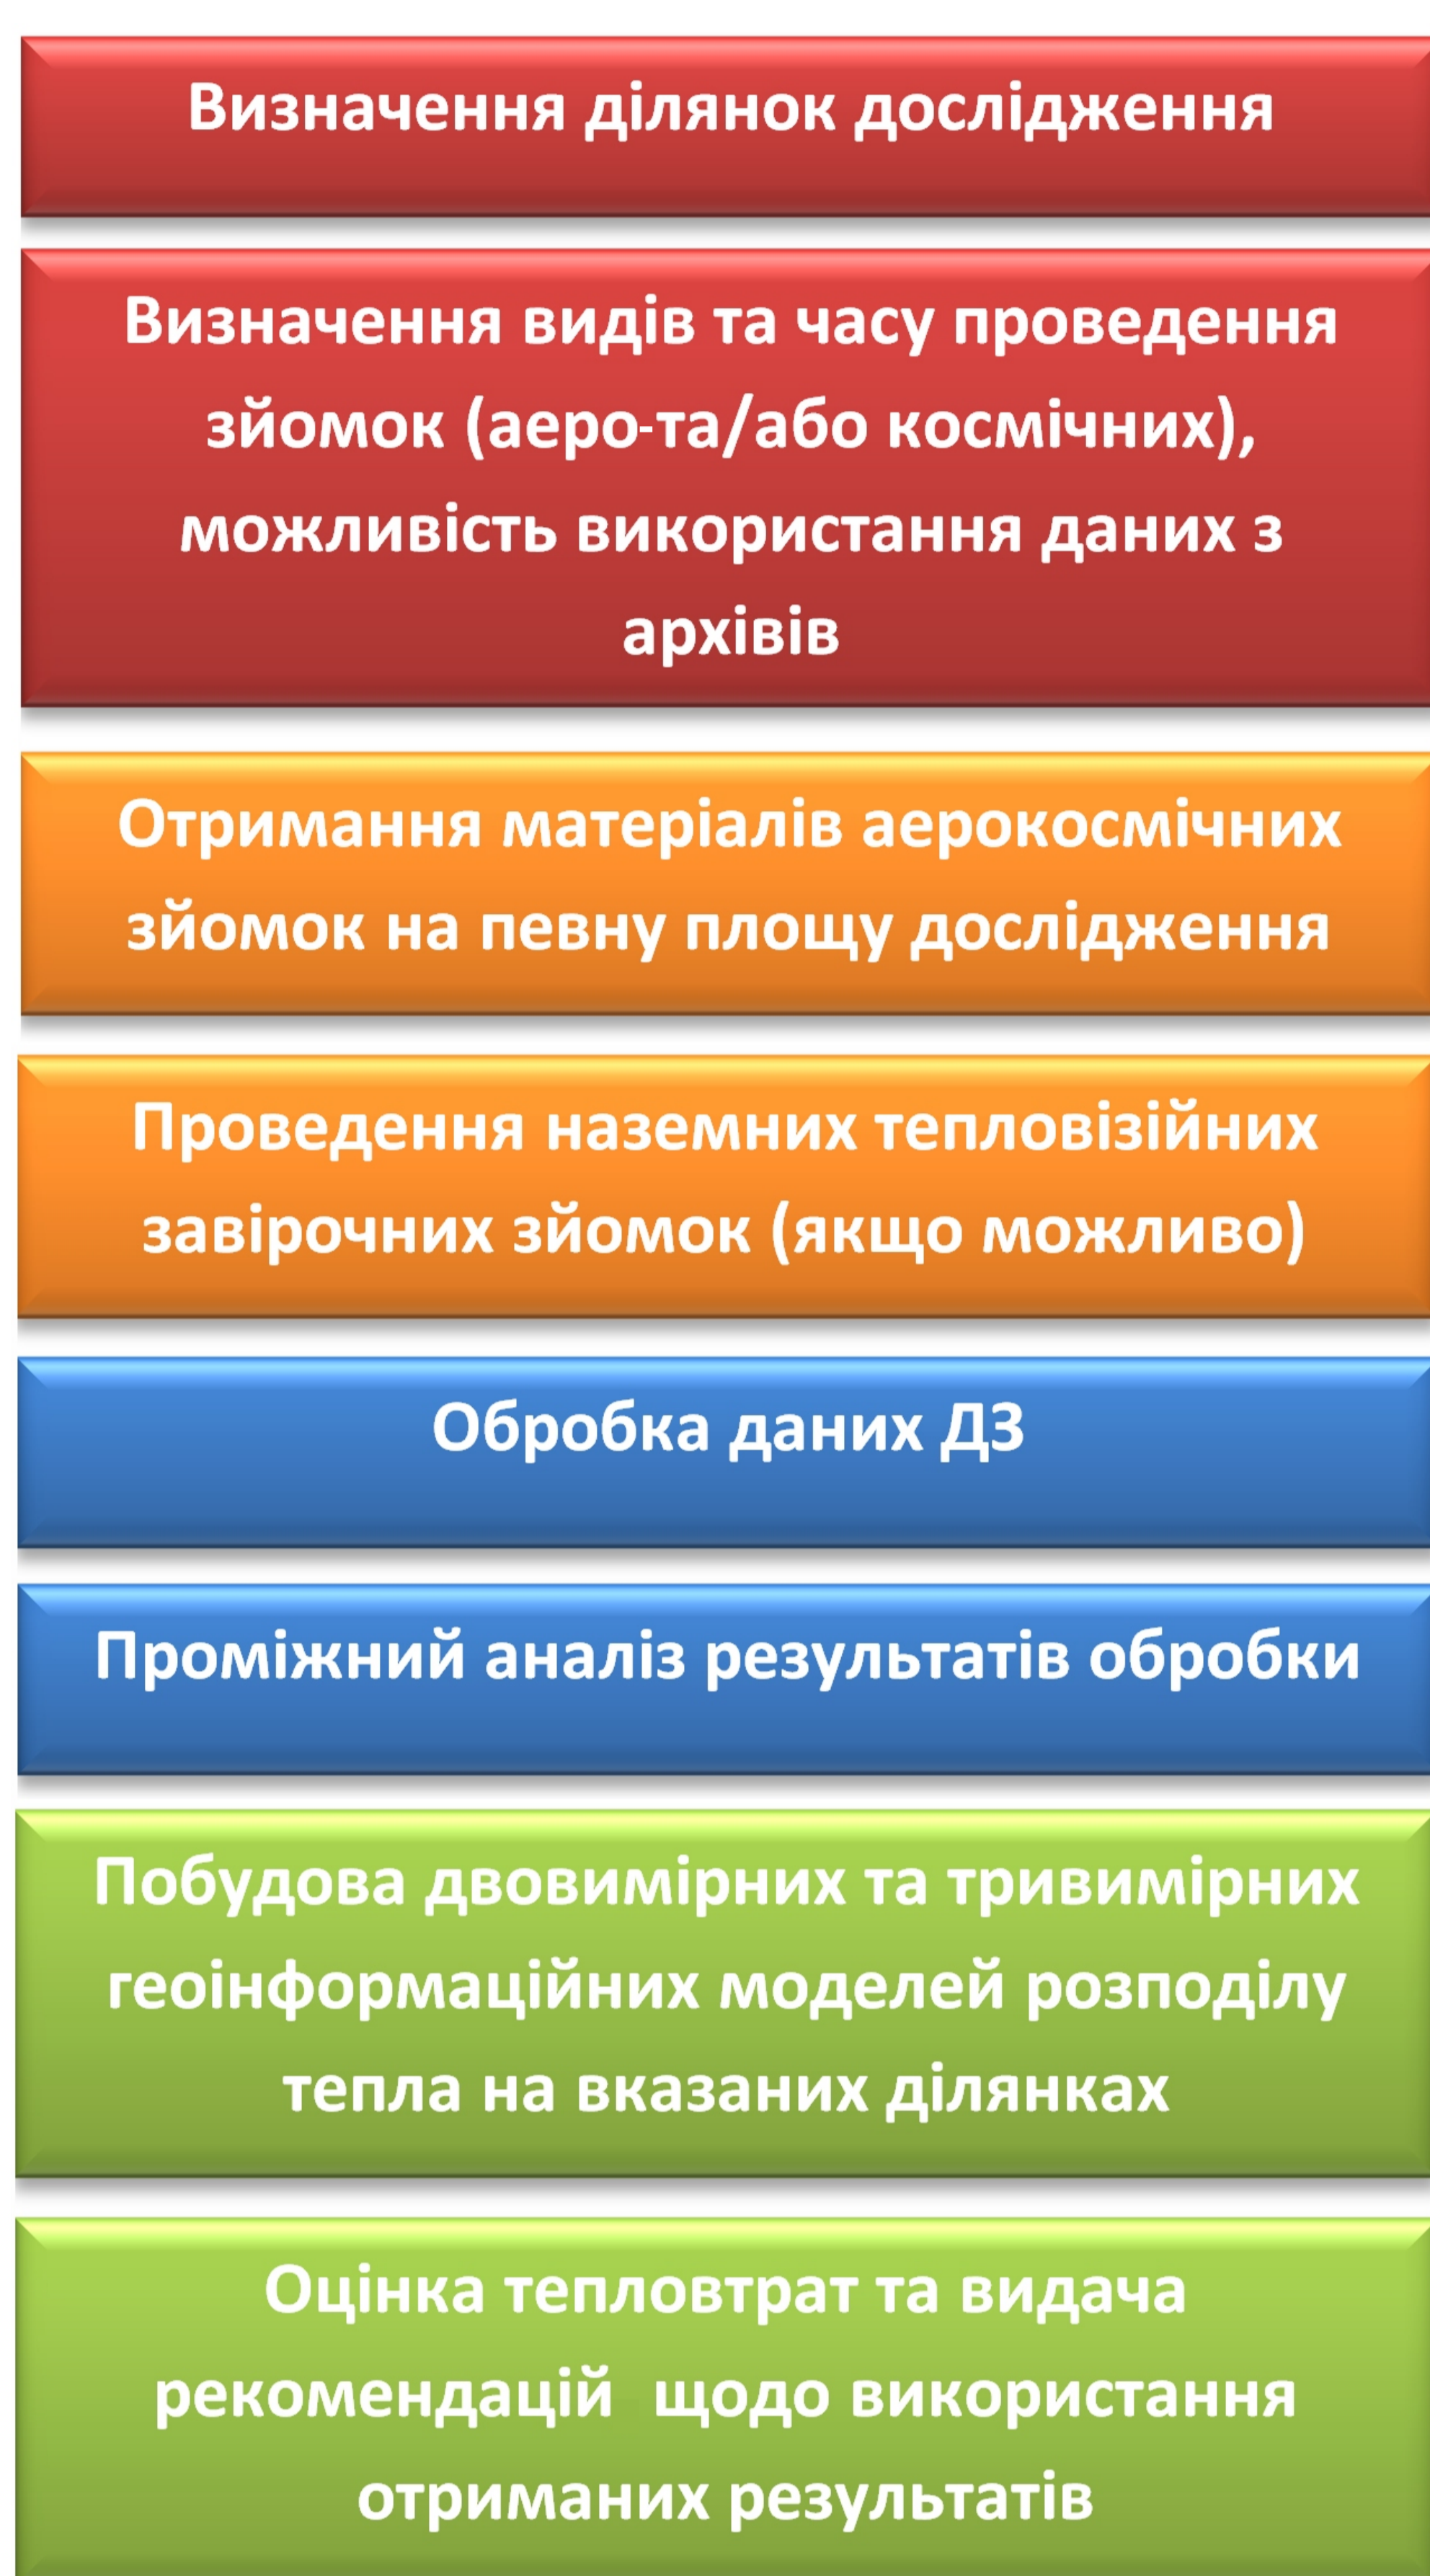 Визначення ділянок дослідження
Визначення видів та часу проведення
зйомок (аеро-та/або космічних),
можливість використання даних з
архівів
Отримання матеріалів аерокосмічних
зйомок на певну площу дослідження
Проведення наземних тепловізійних
завірочних зйомок (якщо можливо)
Обробка даних ДЗ
Проміжний аналіз результатів обробки
Побудова двовимірних та тривимірних
геоінформаційних моделей розподілу
тепла на вказаних ділянках
Оцінка тепловтрат та видача
рекомендацій щодо використання
отриманих результатів